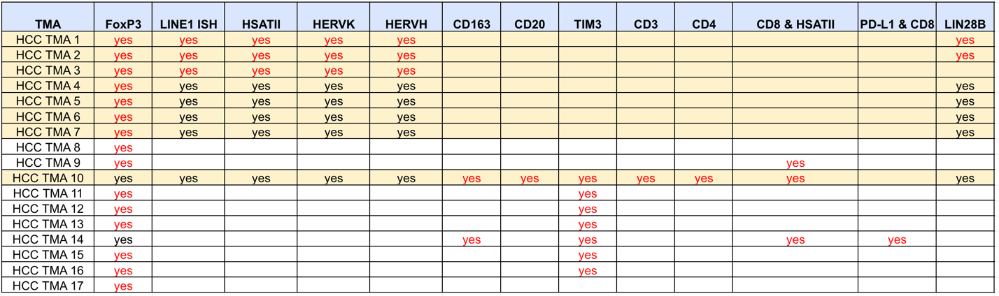 TMA FoxP3 LINE1 ISH HSATII HERVK HERVH CD163 CD20 TIM3 CD3 CD4 CD8 & HSATII PD-L1 & CD8 LIN28B
HCC TMA 1 yes yes yes yes yes yes
HCC TMA 2 yes yes yes yes yes yes
HCC TMA 3 yes yes yes yes yes
HCC TMA 4 yes yes yes yes yes yes
HCC TMA 5 yes yes yes yes yes yes
HCC TMA 6 yes yes yes yes yes yes
HCC TMA 7 yes yes yes yes yes yes
HCC TMA 8 yes
HCC TMA 9 yes yes
HCC TMA 10 yes yes yes yes yes yes yes yes yes yes yes yes
HCC TMA 11 yes yes
HCC TMA 12 yes yes
HCC TMA 13 yes yes
HCC TMA 14 yes yes yes yes yes
HCC TMA 15 yes yes
HCC TMA 16 yes yes
HCC TMA 17 yes